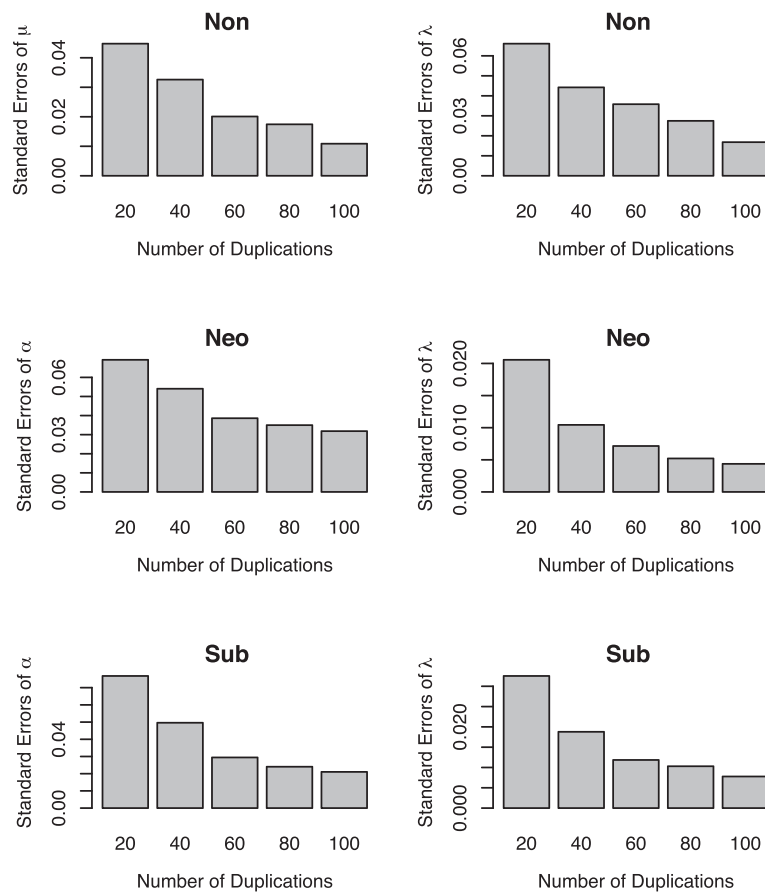 Non
Standard Errors of μ
0.04
0.02
0.00
20 40 60 80 100
Number of Duplications
Non
Standard Errors of λ
0.06
0.03
0.00
20 40 60 80 100
Number of Duplications
Neo
Standard Errors of α
0.06
0.03
0.00
20 40 60 80 100
Number of Duplications
Neo
Standard Errors of λ
0.020
0.010
0.000
20 40 60 80 100
Number of Duplications
Sub
Standard Errors of α
0.04
0.00
20 40 60 80 100
Number of Duplications
Sub
Standard Errors of λ
0.020
0.000
20 40 60 80 100
Number of Duplications